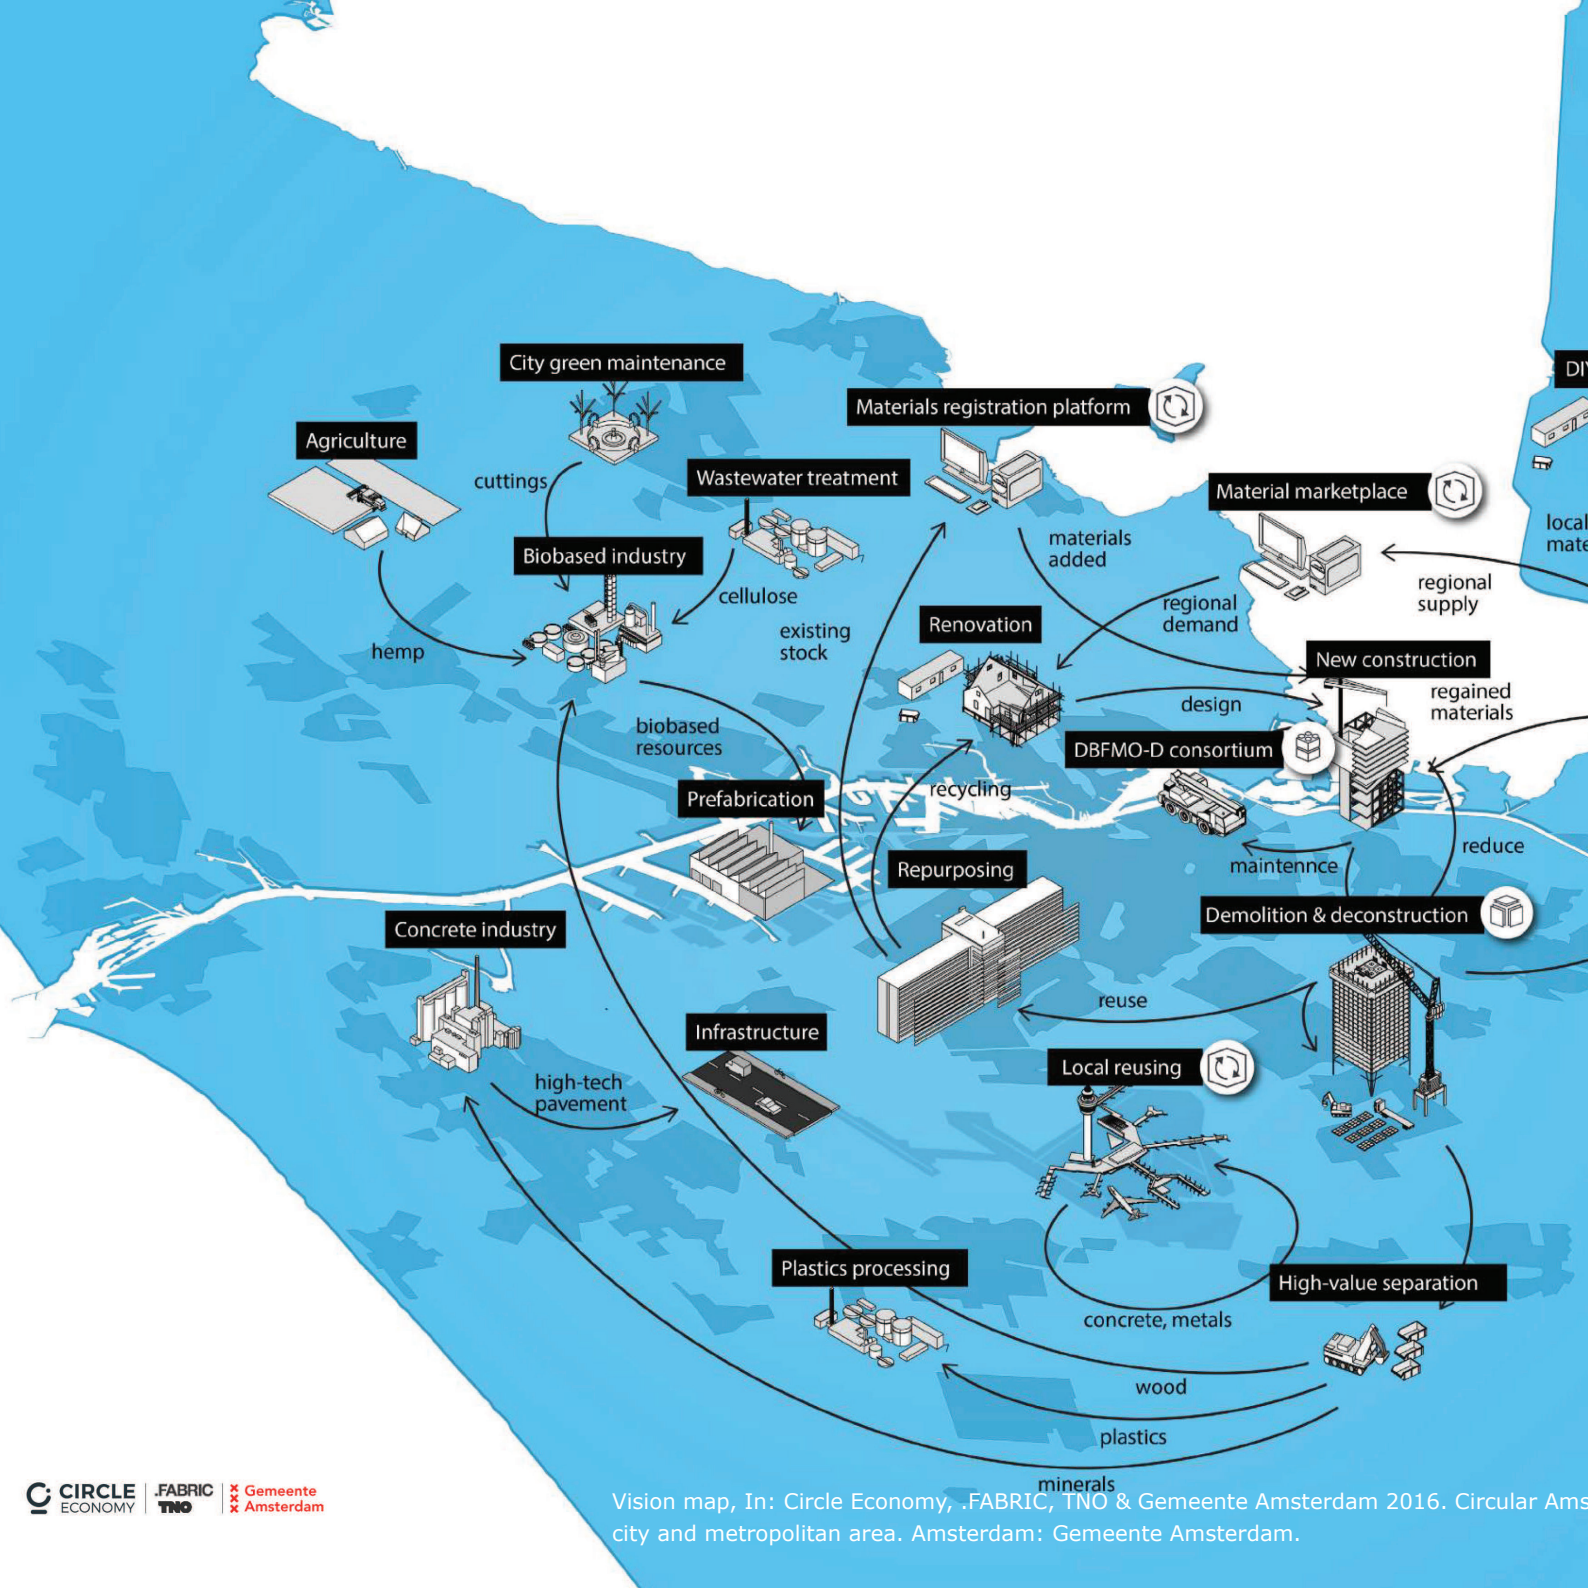 City green maintenance
DIY
Materials registration platform
Agriculture
cuttings
Wastewater treatment
Material marketplace
local
materials
added
Biobased industry
cellulose
regional
demand
regional
supply
existing
stock
Renovation
hemp
New construction
design
regained
materials
biobased
resources
DBFMO-D consortium
recycling
Prefabrication
Repurposing
maintennce
reduce
Demolition & deconstruction
Concrete industry
reuse
Infrastructure
Local reusing
high-tech
pavement
Plastics processing
High-value separation
concrete, metals
wood
plastics
minerals
CIRCLE
ECONOMY
.FABRIC
TNO
Gemeente
Amsterdam
Vision map, In: Circle Economy, .FABRIC, TNO & Gemeente Amsterdam 2016. Circular Ams
city and metropolitan area. Amsterdam: Gemeente Amsterdam.